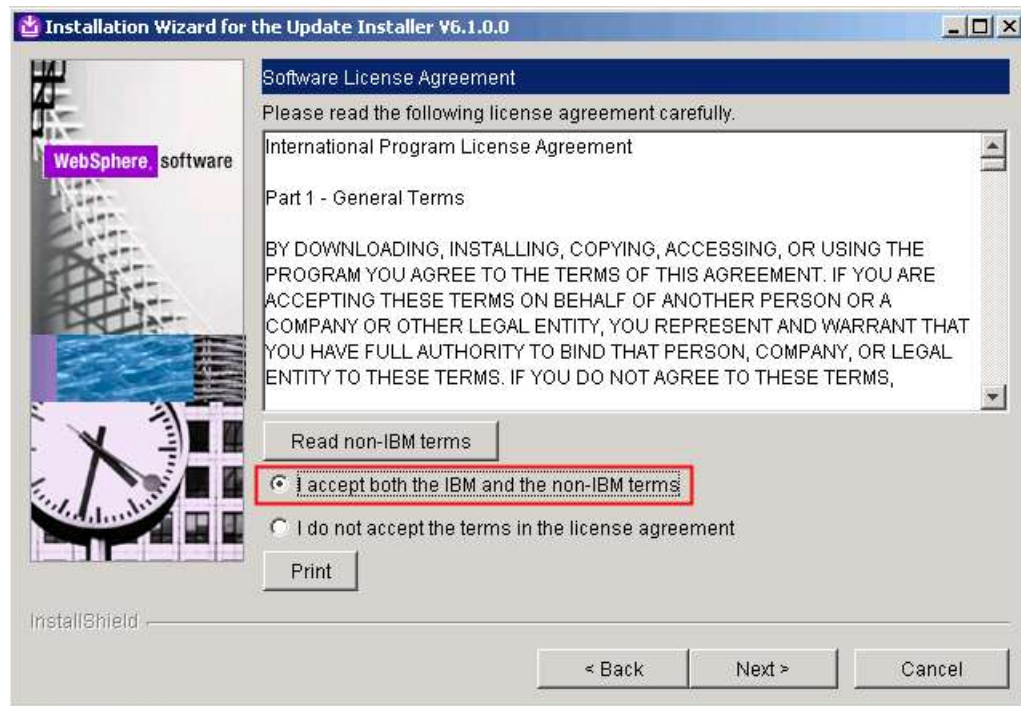 Installation Wizard for the Update Installer V6.1.0.0
WebSphere. software
Software License Agreement
Please read the following license agreement carefully.
International Program License Agreement
Part 1 - General Terms
BY DOWNLOADING, INSTALLING, COPYING, ACCESSING, OR USING THE
PROGRAM YOU AGREE TO THE TERMS OF THIS AGREEMENT. IF YOU ARE
ACCEPTING THESE TERMS ON BEHALF OF ANOTHER PERSON OR A
COMPANY OR OTHER LEGAL ENTITY, YOU REPRESENT AND WARRANT THAT
YOU HAVE FULL AUTHORITY TO BIND THAT PERSON, COMPANY, OR LEGAL
ENTITY TO THESE TERMS. IF YOU DO NOT AGREE TO THESE TERMS,
Read non-IBM terms
I accept both the IBM and the non-IBM terms
I do not accept the terms in the license agreement
Print
InstallShield
< Back
Next >
Cancel